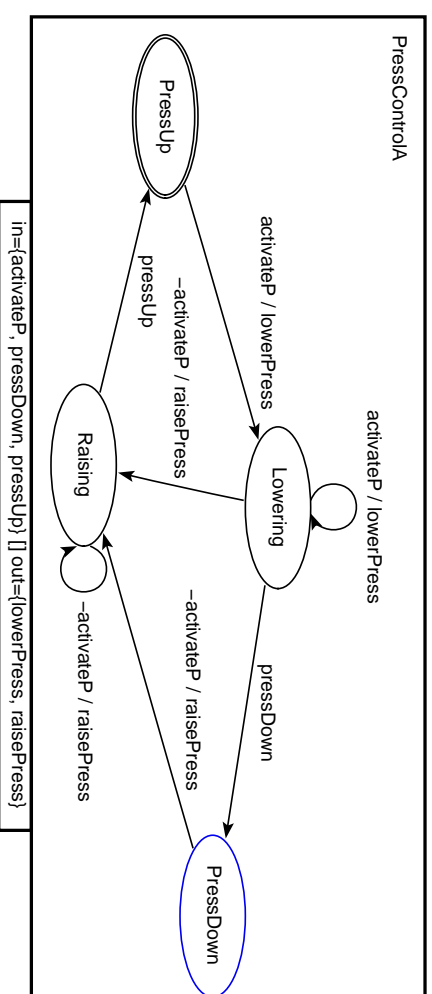 PressControlA
activateP / lowerPress
activateP / lowerPress
Lowering
pressDown
PressUp
–activateP / raisePress
–activateP / raisePress
PressDown
pressUp
Raising
–activateP / raisePress
in={activateP, pressDown, pressUp} [] out={lowerPress, raisePress}